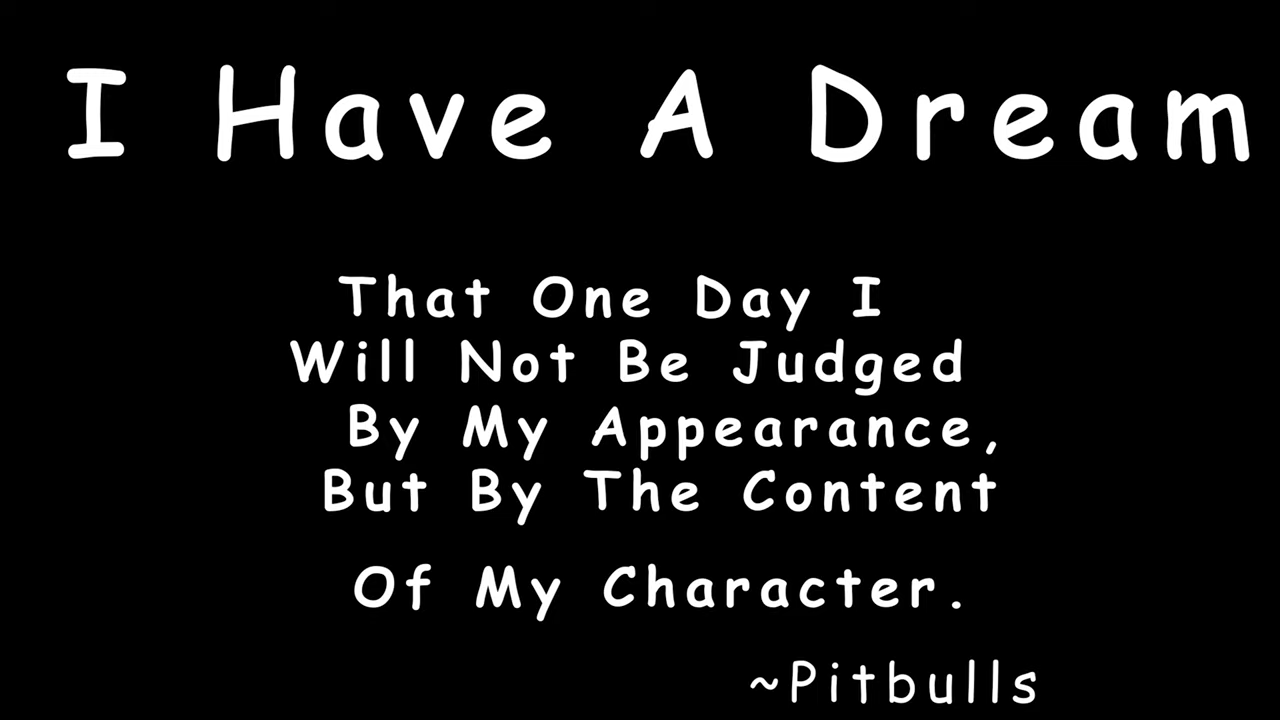 I Have A Dream
That One Day I
Will Not Be Judged
By My Appearance,
But By The Content
Of My Character.
~Pitbulls